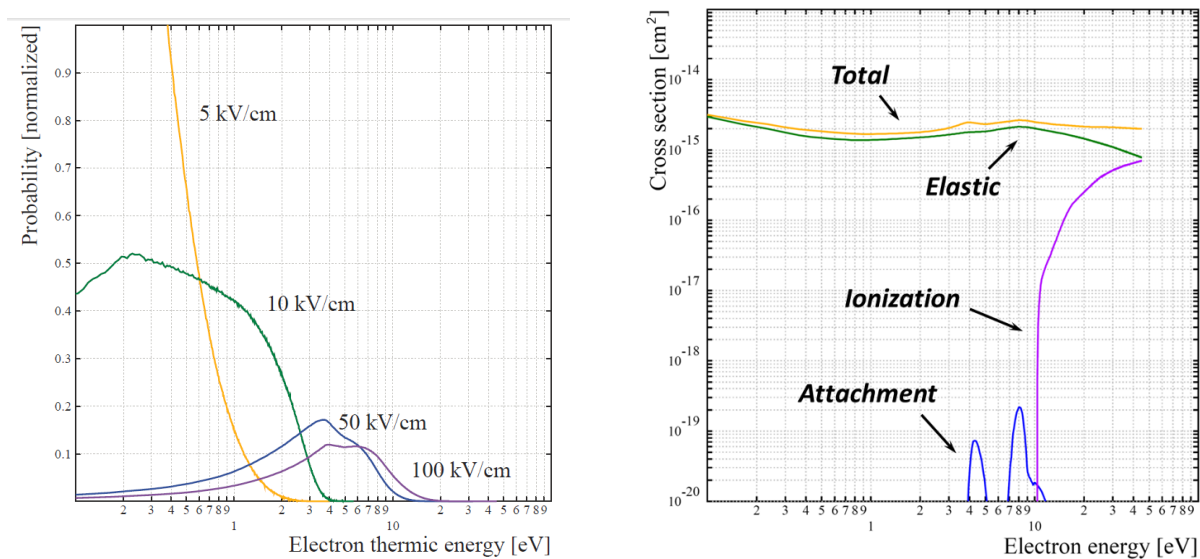 Probability [normalized]
0.9
0.8
0.7
0.6
0.5
0.4
0.3
0.2
0.1
5 kV/cm
10 kV/cm
50 kV/cm
100 kV/cm
2 3 4 5 6 7 8 9 2 3 4 5 6 7 8 9 2 3 4 5 6 7 8 9
1 10
Electron thermic energy [eV]
Cross section [cm²]
10⁻¹⁴
10⁻¹⁵
10⁻¹⁶
10⁻¹⁷
10⁻¹⁸
10⁻¹⁹
10⁻²⁰
Total
Elastic
Ionization
Attachment
2 3 4 5 6 7 8 9 2 3 4 5 6 7 8 9 2 3 4 5 6 7 8 9
1 10
Electron energy [eV]